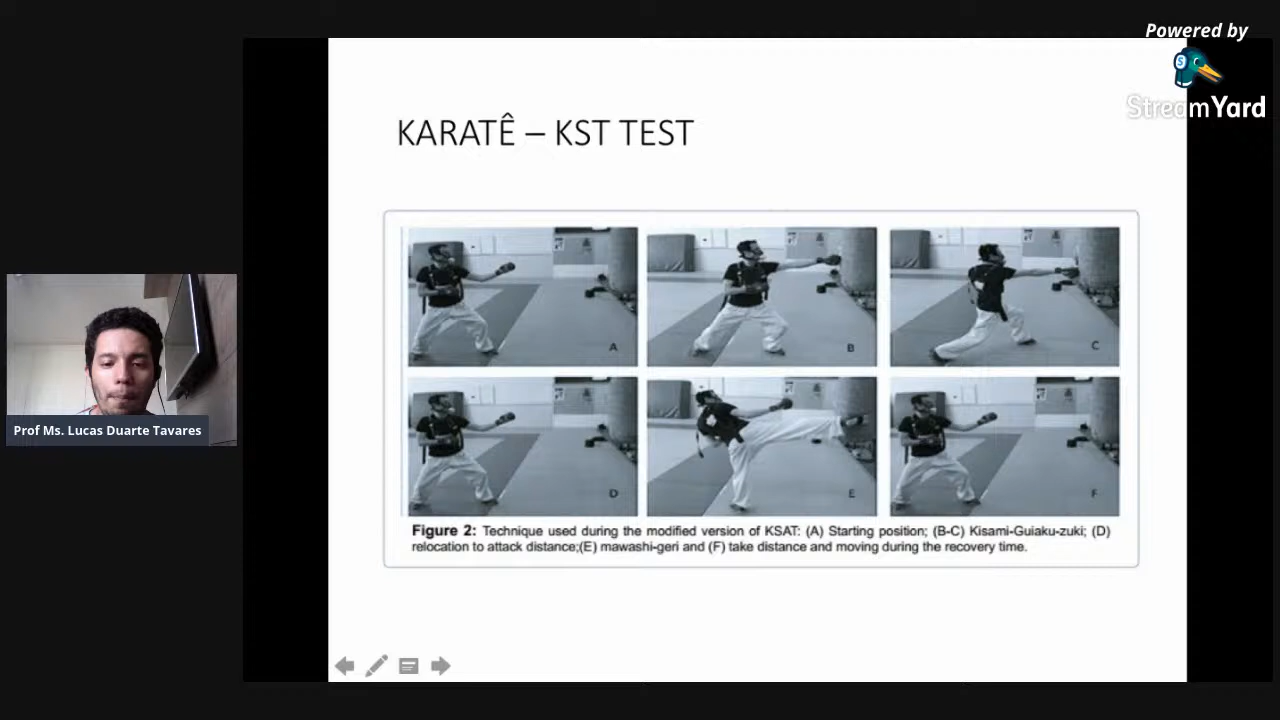 Powered by
StreamYard
KARATÊ – KST TEST
A
B
C
D
E
F
Figure 2: Technique used during the modified version of KSAT: (A) Starting position; (B-C) Kisami-Guiaku-zuki; (D)
relocation to attack distance;(E) mawashi-geri and (F) take distance and moving during the recovery time.
Prof Ms. Lucas Duarte Tavares